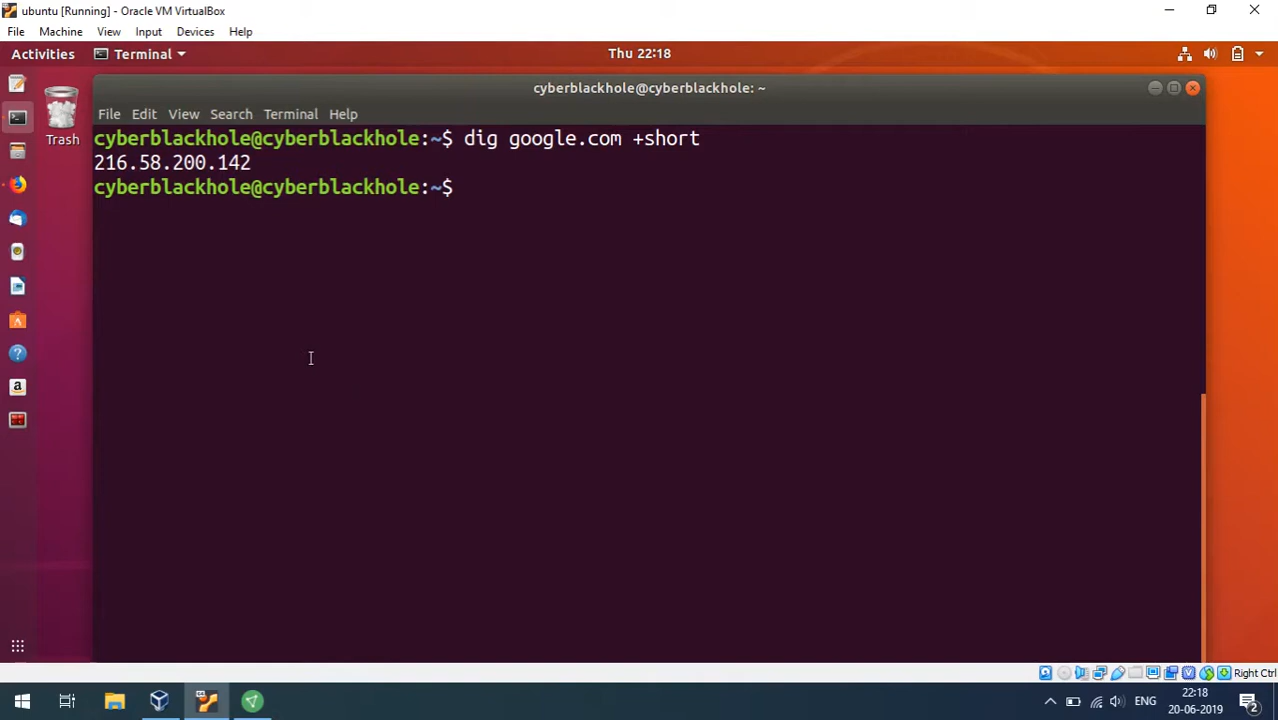 ubuntu [Running] - Oracle VM VirtualBox
File Machine View Input Devices Help
Activities Terminal Thu 22:18
cyberblackhole@cyberblackhole: ~
File Edit View Search Terminal Help
Trash
cyberblackhole@cyberblackhole:~$ dig google.com +short
216.58.200.142
cyberblackhole@cyberblackhole:~$
a
Right Ctrl
ENG
22:18
20-06-2019
2